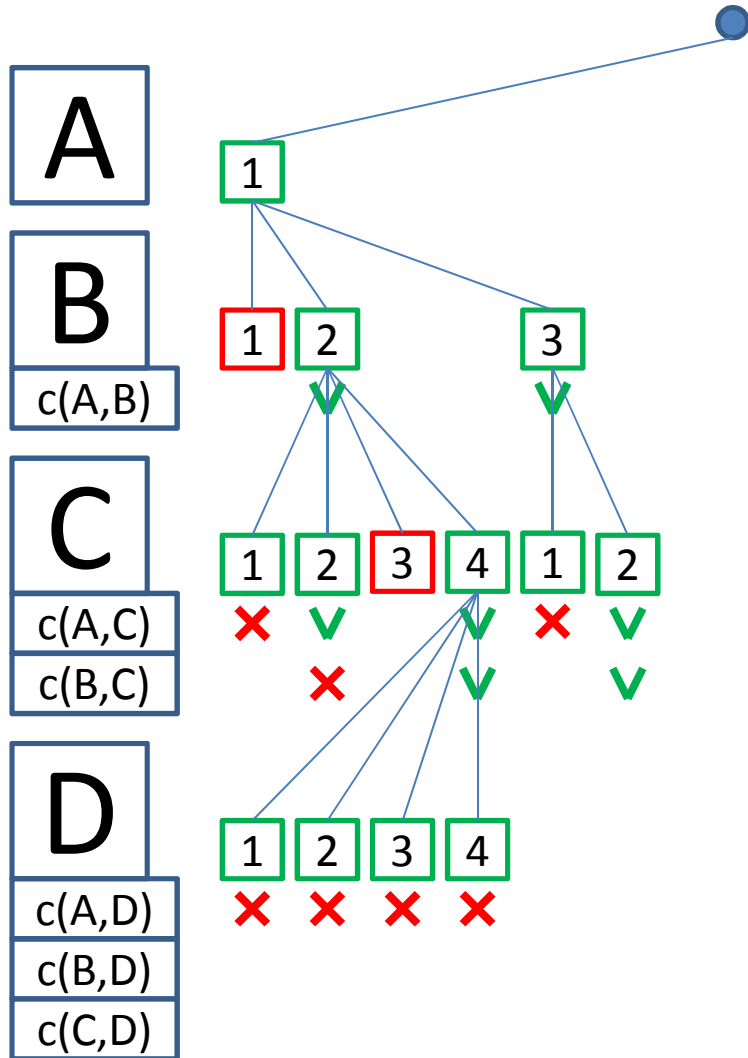 A
1
B
1 2 3
c(A,B)
C
1 2 3 4 1 2
c(A,C)
c(B,C)
D
1 2 3 4
c(A,D)
c(B,D)
c(C,D)